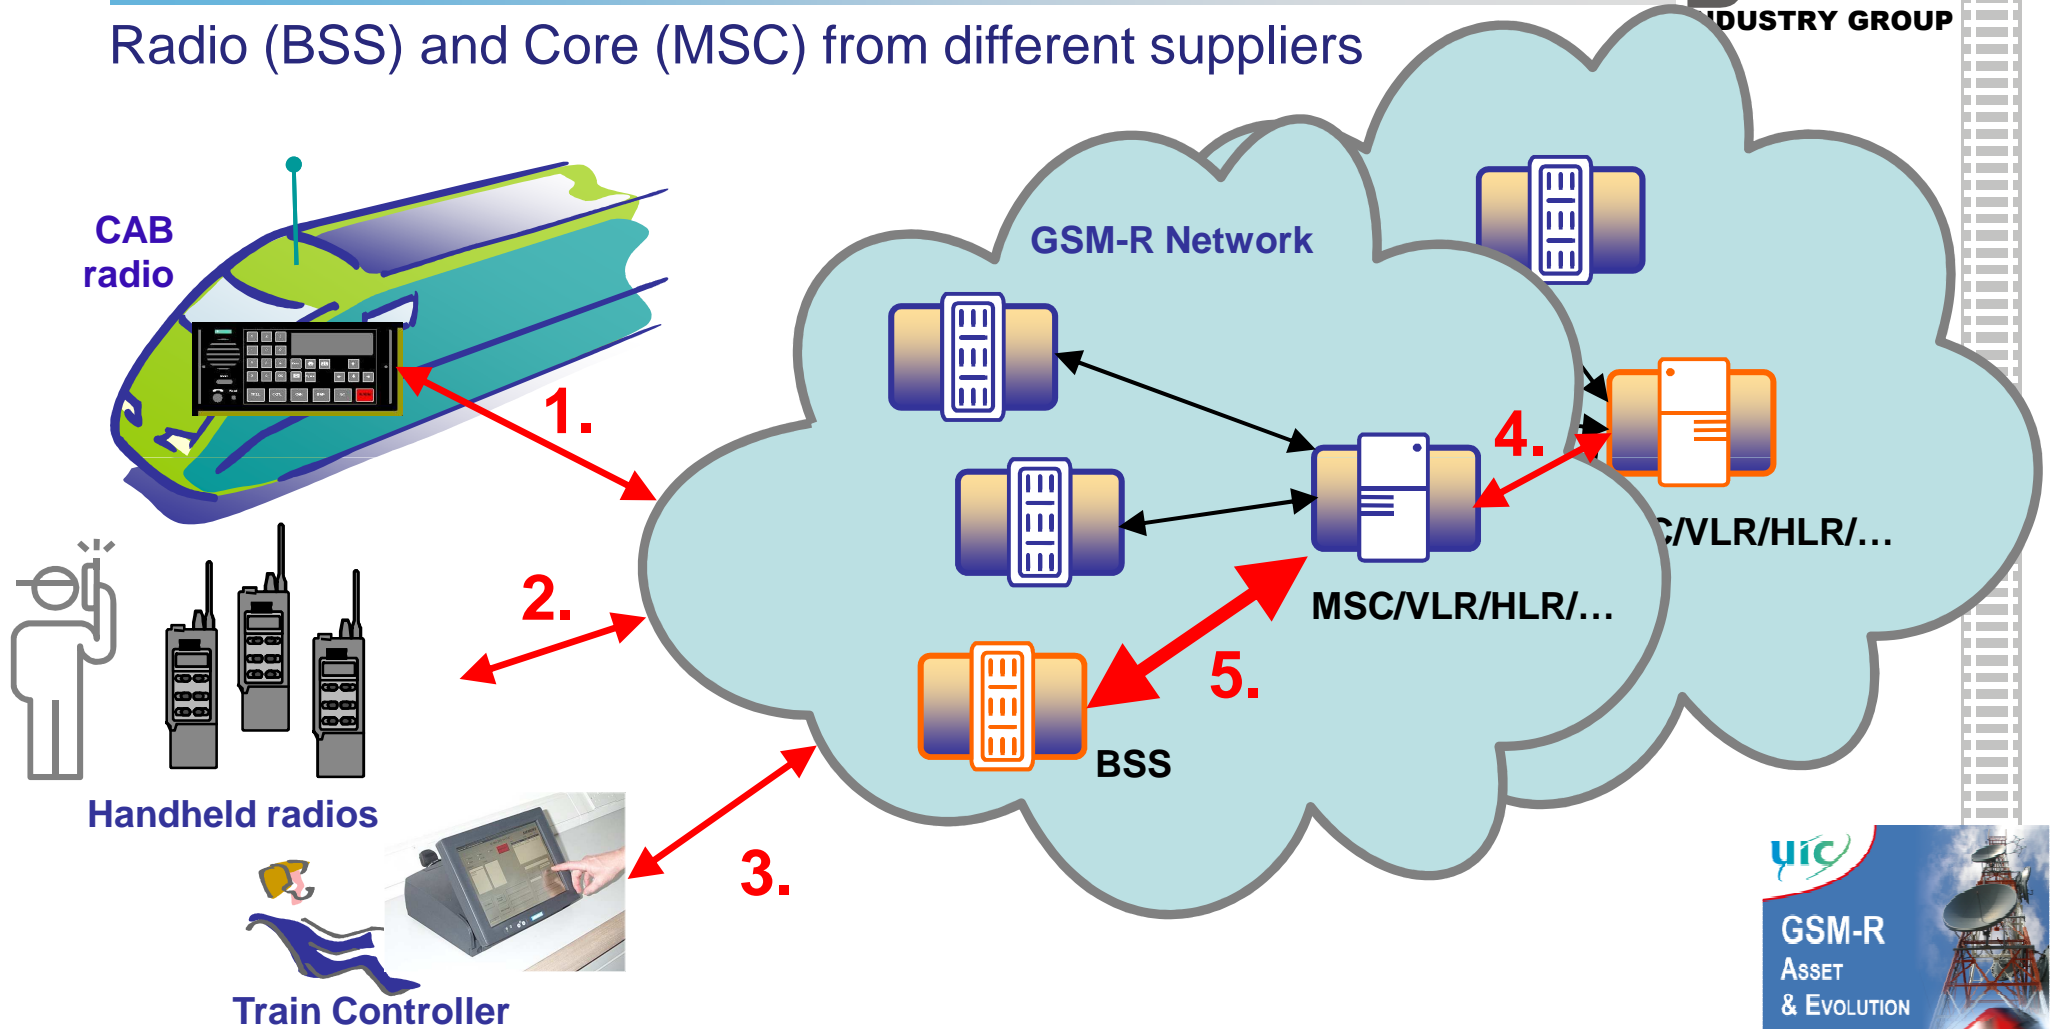 INDUSTRY GROUP
Radio (BSS) and Core (MSC) from different suppliers
CAB
radio
GSM-R Network
1.
4.
C/VLR/HLR/…
2.
MSC/VLR/HLR/…
5.
BSS
Handheld radios
3.
Train Controller
uic
GSM-R
ASSET
& EVOLUTION